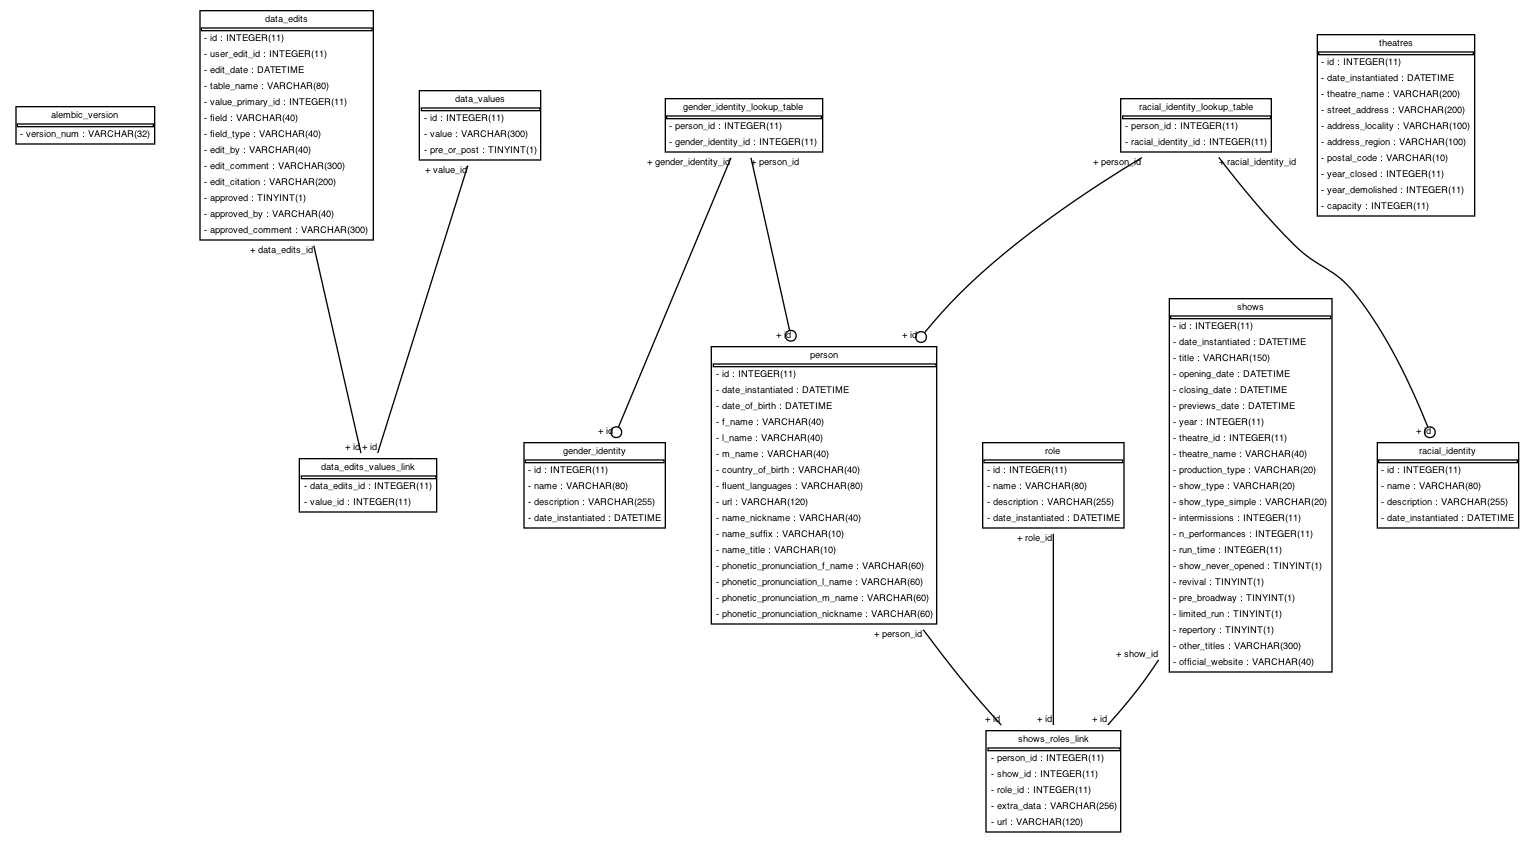 data_edits
- id : INTEGER(11)
- user_edit_id : INTEGER(11)
- edit_date : DATETIME
- table_name : VARCHAR(80)
- value_primary_id : INTEGER(11)
- field : VARCHAR(40)
- field_type : VARCHAR(40)
- edit_by : VARCHAR(40)
- edit_comment : VARCHAR(300)
- edit_citation : VARCHAR(200)
- approved : TINYINT(1)
- approved_by : VARCHAR(40)
- approved_comment : VARCHAR(300)
+ data_edits_id
alembic_version
- version_num : VARCHAR(32)
data_values
- id : INTEGER(11)
- value : VARCHAR(300)
- pre_or_post : TINYINT(1)
+ value_id
gender_identity_lookup_table
- person_id : INTEGER(11)
- gender_identity_id : INTEGER(11)
+ gender_identity_id
+ person_id
racial_identity_lookup_table
- person_id : INTEGER(11)
- racial_identity_id : INTEGER(11)
+ person_id
+ racial_identity_id
theatres
- id : INTEGER(11)
- date_instantiated : DATETIME
- theatre_name : VARCHAR(200)
- street_address : VARCHAR(200)
- address_locality : VARCHAR(100)
- address_region : VARCHAR(100)
- postal_code : VARCHAR(10)
- year_closed : INTEGER(11)
- year_demolished : INTEGER(11)
- capacity : INTEGER(11)
+ id
+ id
data_edits_values_link
- data_edits_id : INTEGER(11)
- value_id : INTEGER(11)
+ id
gender_identity
- id : INTEGER(11)
- name : VARCHAR(80)
- description : VARCHAR(255)
- date_instantiated : DATETIME
+ id
+ id
person
- id : INTEGER(11)
- date_instantiated : DATETIME
- date_of_birth : DATETIME
- f_name : VARCHAR(40)
- l_name : VARCHAR(40)
- m_name : VARCHAR(40)
- country_of_birth : VARCHAR(40)
- fluent_languages : VARCHAR(80)
- url : VARCHAR(120)
- name_nickname : VARCHAR(40)
- name_suffix : VARCHAR(10)
- name_title : VARCHAR(10)
- phonetic_pronunciation_f_name : VARCHAR(60)
- phonetic_pronunciation_l_name : VARCHAR(60)
- phonetic_pronunciation_m_name : VARCHAR(60)
- phonetic_pronunciation_nickname : VARCHAR(60)
+ person_id
role
- id : INTEGER(11)
- name : VARCHAR(80)
- description : VARCHAR(255)
- date_instantiated : DATETIME
+ role_id
shows
- id : INTEGER(11)
- date_instantiated : DATETIME
- title : VARCHAR(150)
- opening_date : DATETIME
- closing_date : DATETIME
- previews_date : DATETIME
- year : INTEGER(11)
- theatre_id : INTEGER(11)
- theatre_name : VARCHAR(40)
- production_type : VARCHAR(20)
- show_type : VARCHAR(20)
- show_type_simple : VARCHAR(20)
- intermissions : INTEGER(11)
- n_performances : INTEGER(11)
- run_time : INTEGER(11)
- show_never_opened : TINYINT(1)
- revival : TINYINT(1)
- pre_broadway : TINYINT(1)
- limited_run : TINYINT(1)
- repertory : TINYINT(1)
- other_titles : VARCHAR(300)
- official_website : VARCHAR(40)
+ show_id
+ id
racial_identity
- id : INTEGER(11)
- name : VARCHAR(80)
- description : VARCHAR(255)
- date_instantiated : DATETIME
+ id
+ id
+ id
shows_roles_link
- person_id : INTEGER(11)
- show_id : INTEGER(11)
- role_id : INTEGER(11)
- extra_data : VARCHAR(256)
- url : VARCHAR(120)